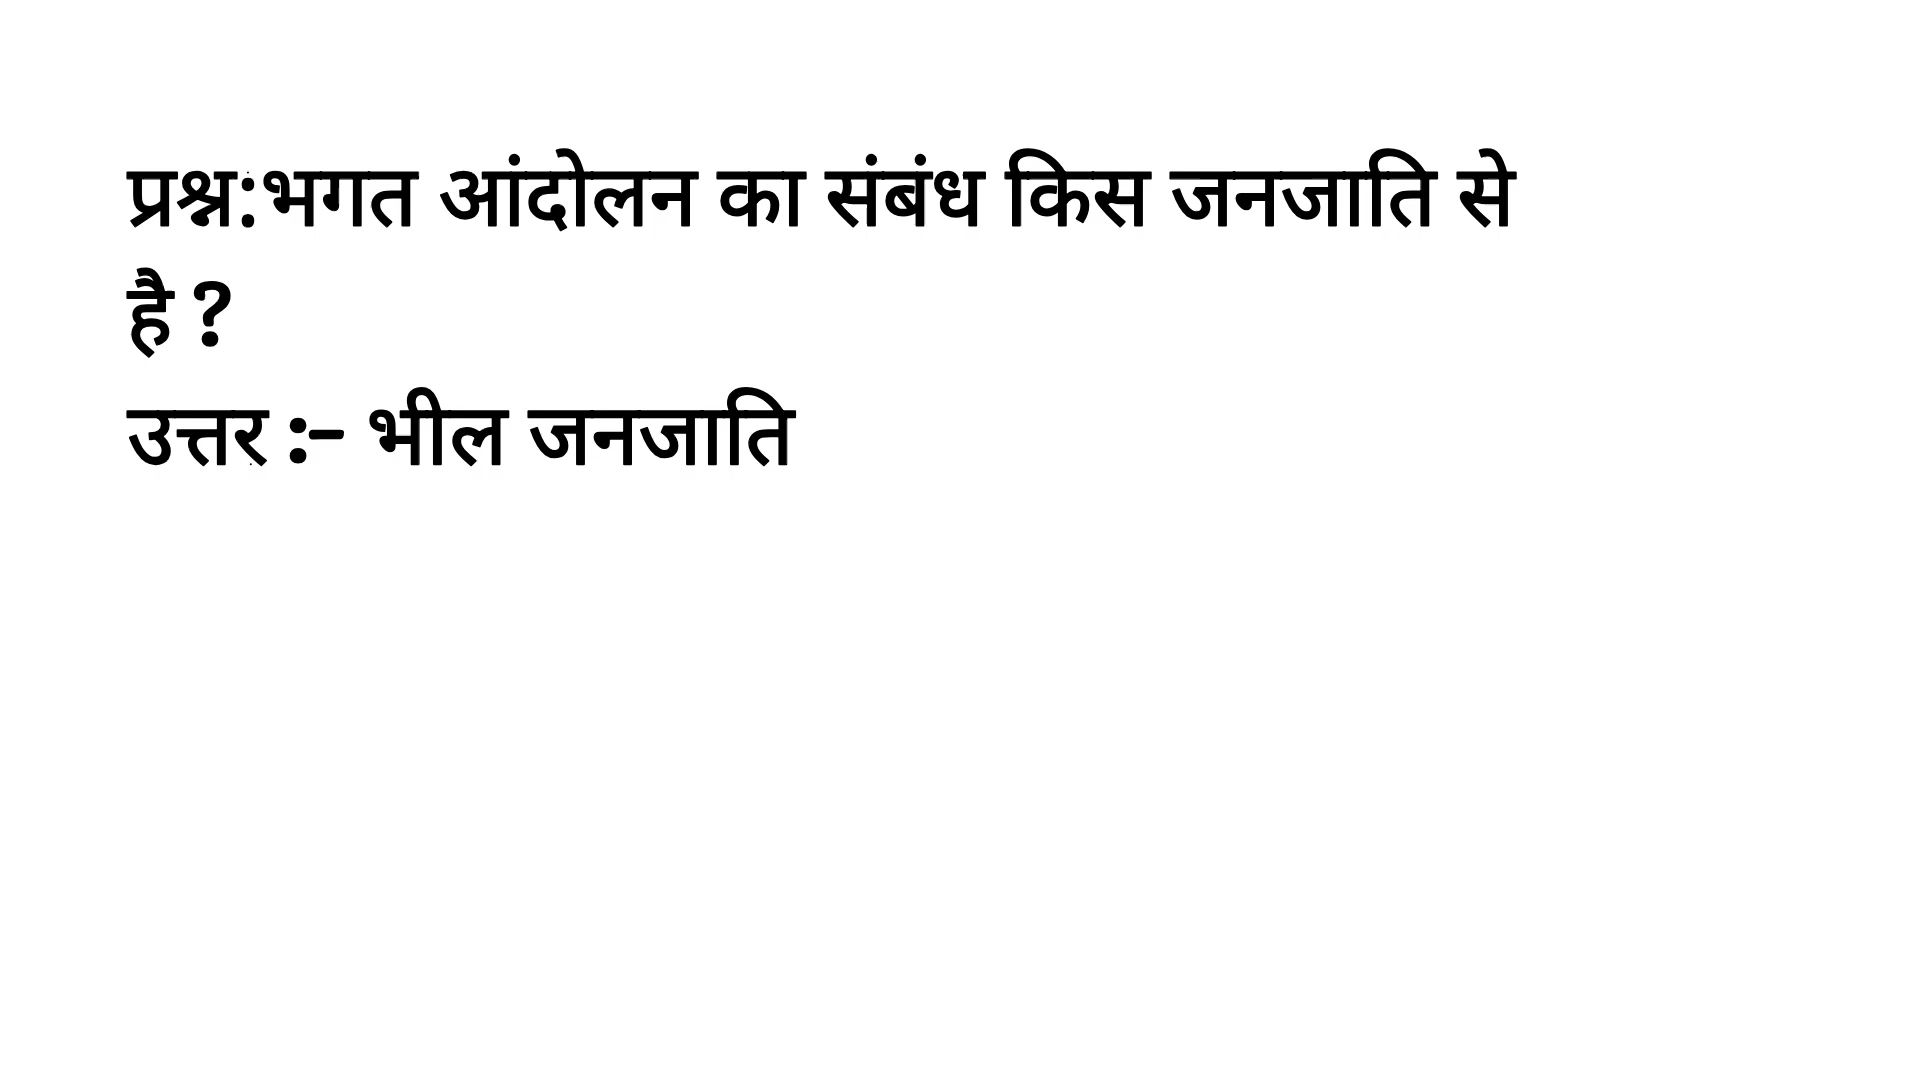 प्रश्न:भगत आंदोलन का संबंध किस जनजाति से
है ?
उत्तर :- भील जनजाति